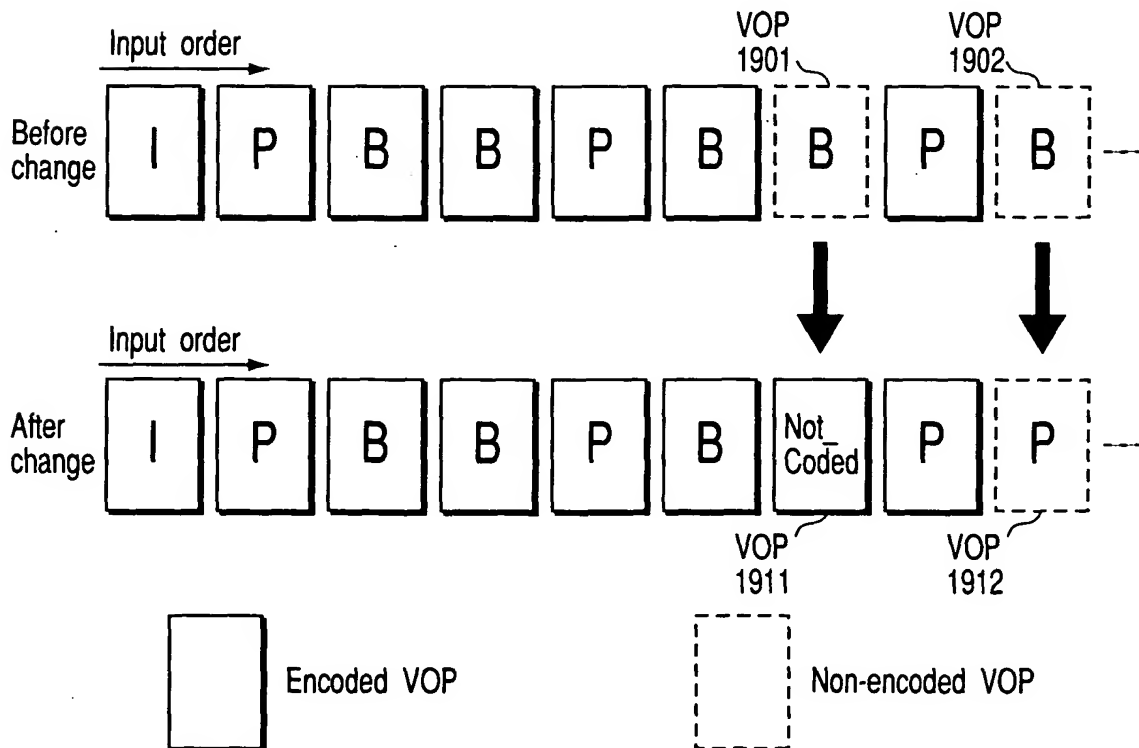 Input order
VOP
1901
VOP
1902
Before
change
I P B B P B B P B
Input order
After
change
I P B B P B Not_
Coded P P
VOP
1911
VOP
1912
Encoded VOP
Non-encoded VOP